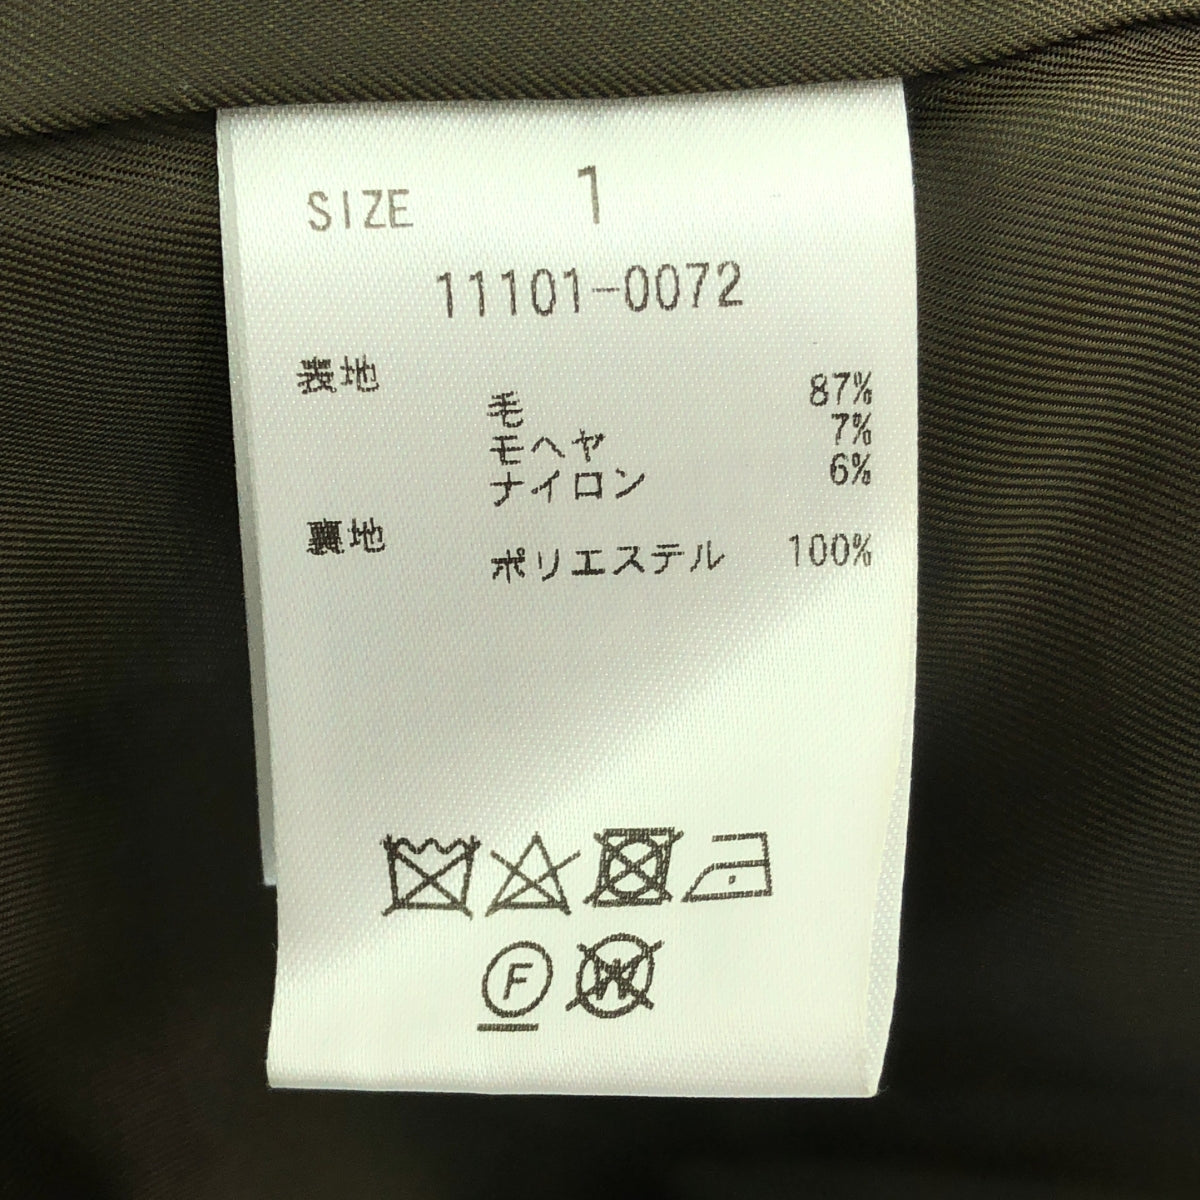 SIZE 1
11101-0072
表地
毛 87%
モヘヤ 7%
ナイロン 6%
裏地
ポリエステル 100%
F W